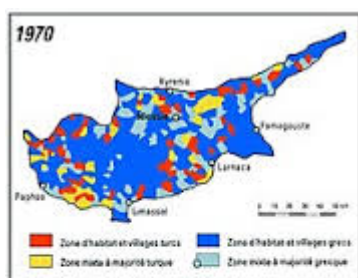 1970
Kyrenia
Nicosie
Famagouste
Larnaca
Paphos
Limassol
Zone d'habitat et villages turcs
Zone d'habitat et villages grecs
Zone mixte à majorité turque
Zone mixte à majorité grecque